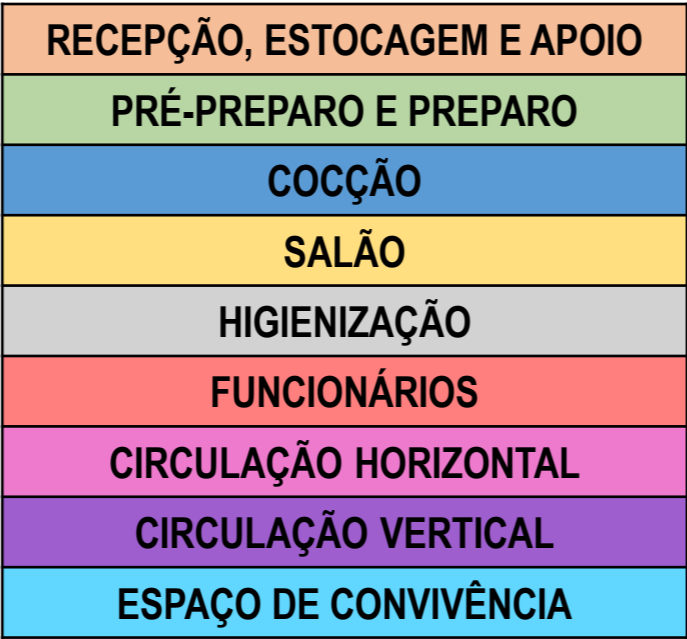 RECEPÇÃO, ESTOCAGEM E APOIO
PRÉ-PREPARO E PREPARO
COCÇÃO
SALÃO
HIGIENIZAÇÃO
FUNCIONÁRIOS
CIRCULAÇÃO HORIZONTAL
CIRCULAÇÃO VERTICAL
ESPAÇO DE CONVIVÊNCIA